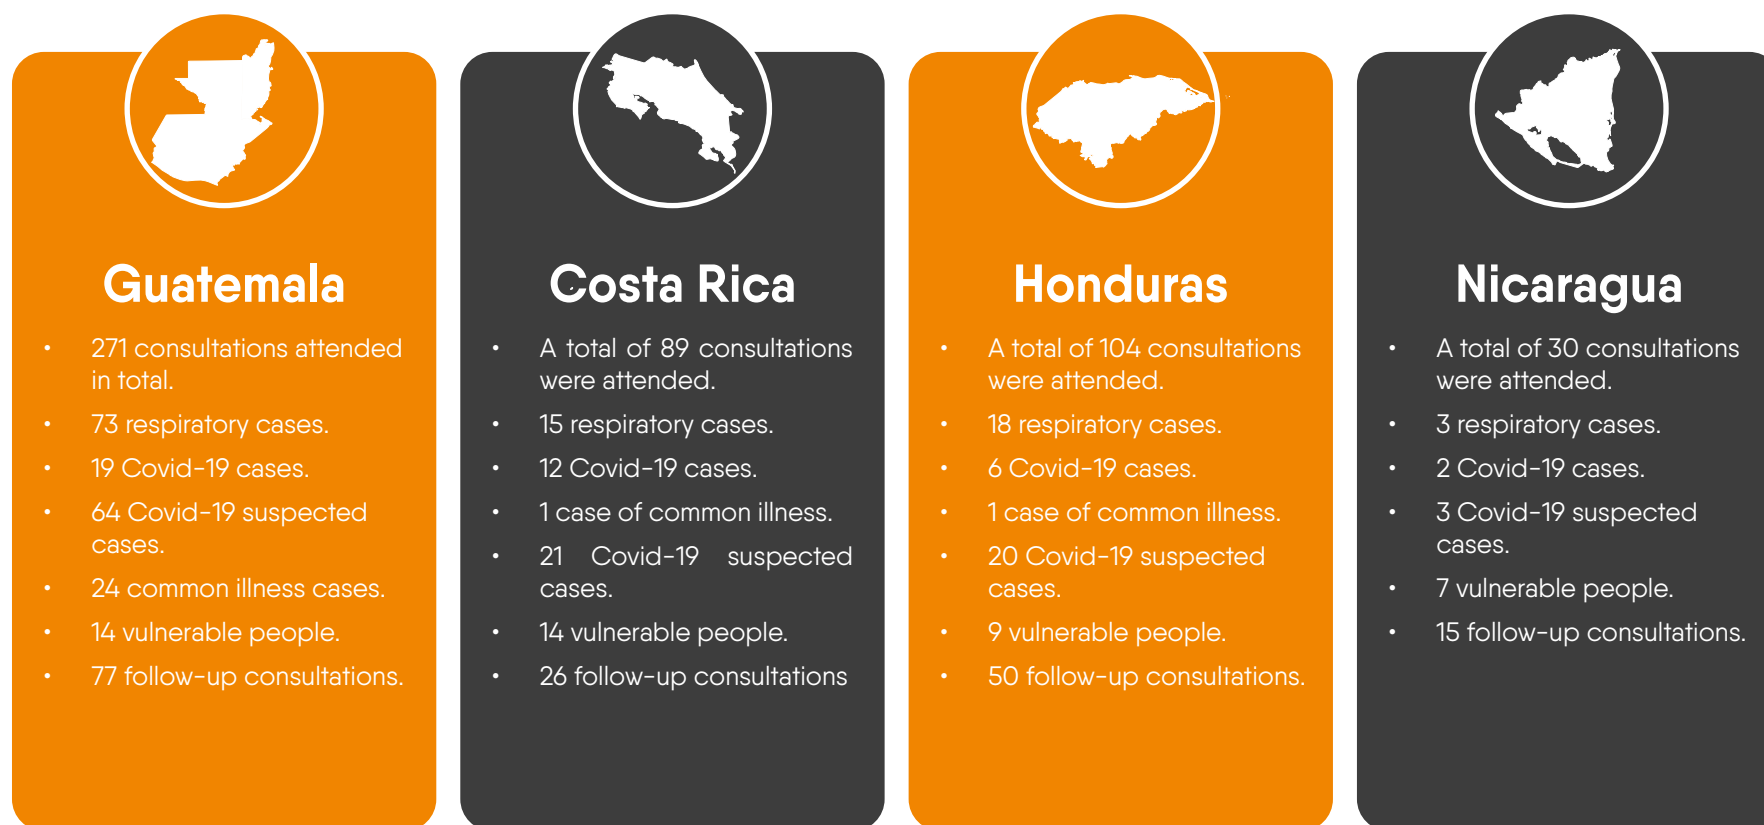 Guatemala
• 271 consultations attended
in total.
• 73 respiratory cases.
• 19 Covid-19 cases.
• 64 Covid-19 suspected
cases.
• 24 common illness cases.
• 14 vulnerable people.
• 77 follow-up consultations.
Costa Rica
• A total of 89 consultations
were attended.
• 15 respiratory cases.
• 12 Covid-19 cases.
• 1 case of common illness.
• 21 Covid-19 suspected
cases.
• 14 vulnerable people.
• 26 follow-up consultations
Honduras
• A total of 104 consultations
were attended.
• 18 respiratory cases.
• 6 Covid-19 cases.
• 1 case of common illness.
• 20 Covid-19 suspected
cases.
• 9 vulnerable people.
• 50 follow-up consultations.
Nicaragua
• A total of 30 consultations
were attended.
• 3 respiratory cases.
• 2 Covid-19 cases.
• 3 Covid-19 suspected
cases.
• 7 vulnerable people.
• 15 follow-up consultations.